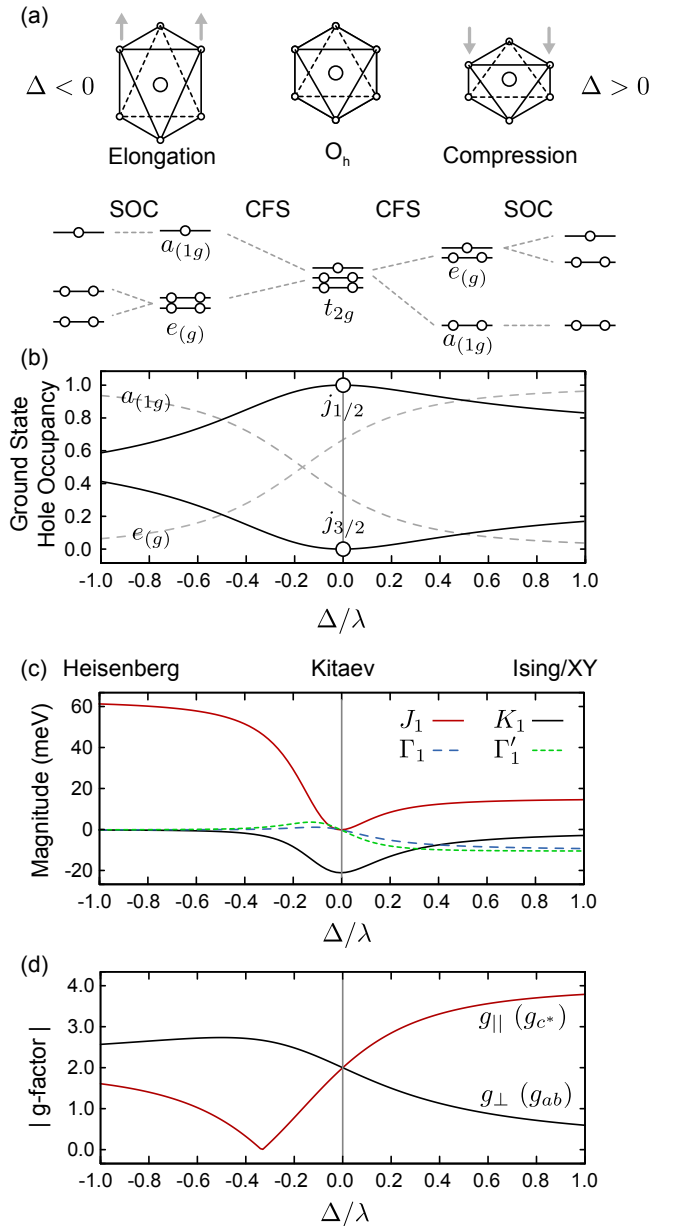 (a)
Δ < 0
Δ > 0
Elongation
O_h
Compression
SOC CFS CFS SOC
a_(1g)
e_(g)
t_2g
e_(g)
a_(1g)
(b)
Ground State
Hole Occupancy
1.0
0.8
0.6
0.4
0.2
0.0
a_(1g)
j_1/2
j_3/2
e_(g)
-1.0 -0.8 -0.6 -0.4 -0.2 0.0 0.2 0.4 0.6 0.8 1.0
Δ/λ
(c)
Heisenberg Kitaev Ising/XY
Magnitude (meV)
60
40
20
0
-20
J_1 K_1
Γ_1 Γ′_1
-1.0 -0.8 -0.6 -0.4 -0.2 0.0 0.2 0.4 0.6 0.8 1.0
Δ/λ
(d)
| g-factor |
4.0
3.0
2.0
1.0
0.0
g_|| (g_c*)
g_⊥ (g_ab)
-1.0 -0.8 -0.6 -0.4 -0.2 0.0 0.2 0.4 0.6 0.8 1.0
Δ/λ